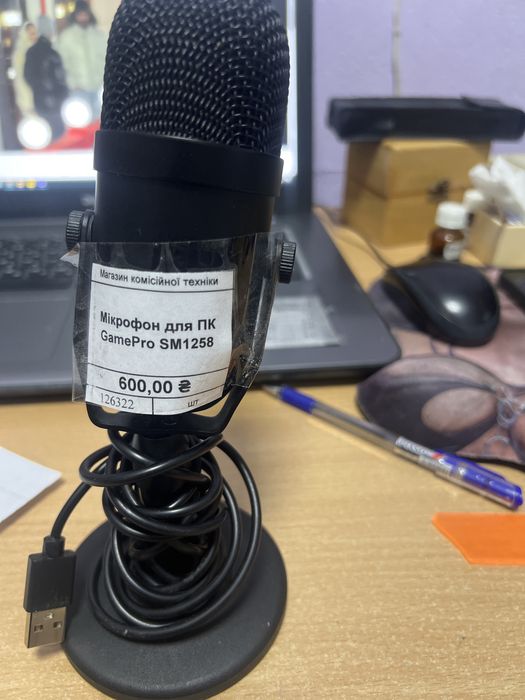 Магазин комісійної техніки
Мікрофон для ПК
GamePro SM1258
600,00 ₴
126322
шт